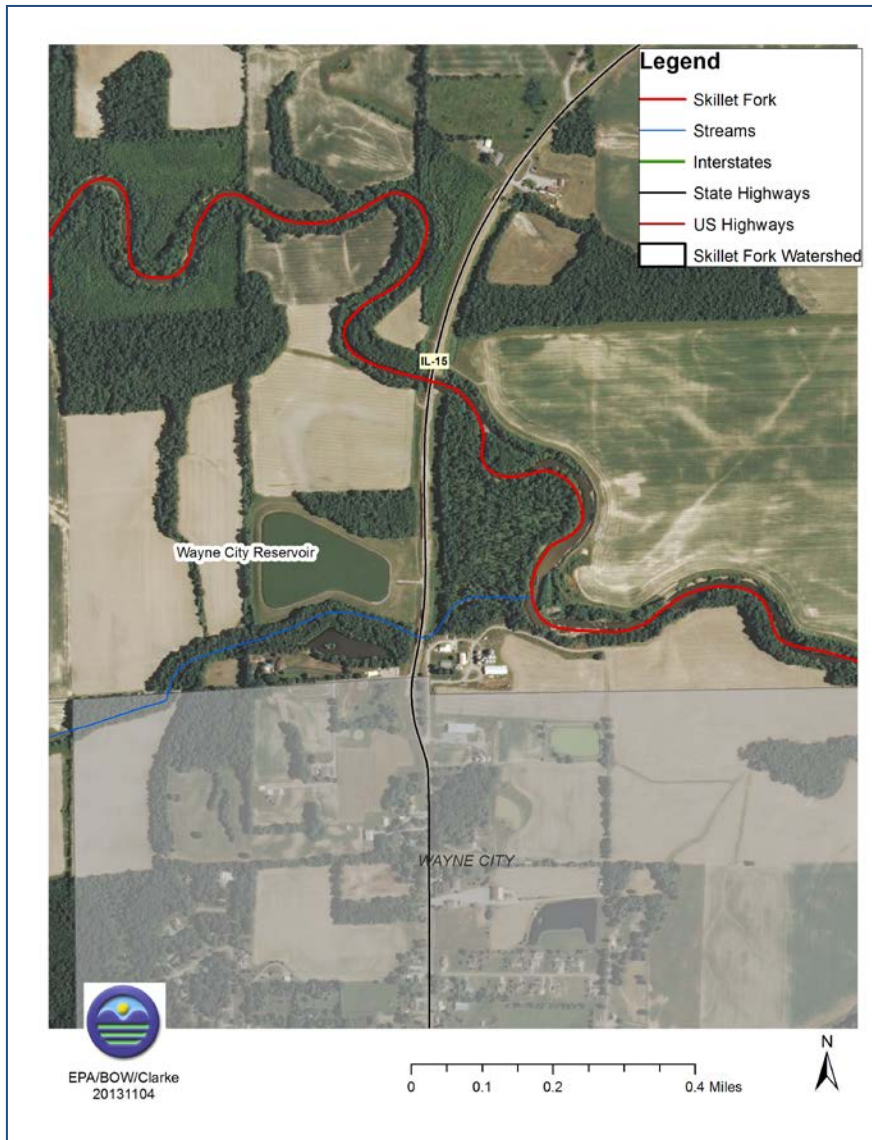 Legend
Skillet Fork
Streams
Interstates
State Highways
US Highways
Skillet Fork Watershed
IL-15
Wayne City Reservoir
WAYNE CITY
EPA/BOW/Clarke
20131104
0 0.1 0.2 0.4 Miles
N